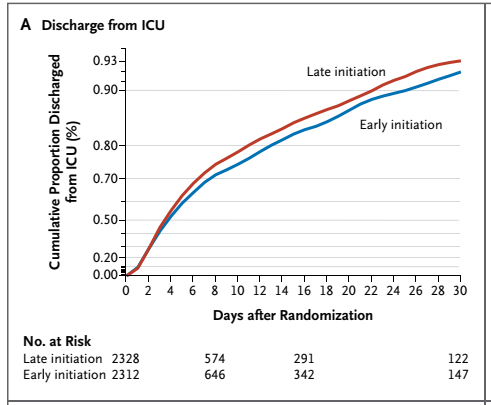 A Discharge from ICU
Cumulative Proportion Discharged
from ICU (%)
0.93
0.90
0.80
0.70
0.50
0.20
0.00
Late initiation
Early initiation
0 2 4 6 8 10 12 14 16 18 20 22 24 26 28 30
Days after Randomization
No. at Risk
Late initiation 2328 574 291 122
Early initiation 2312 646 342 147